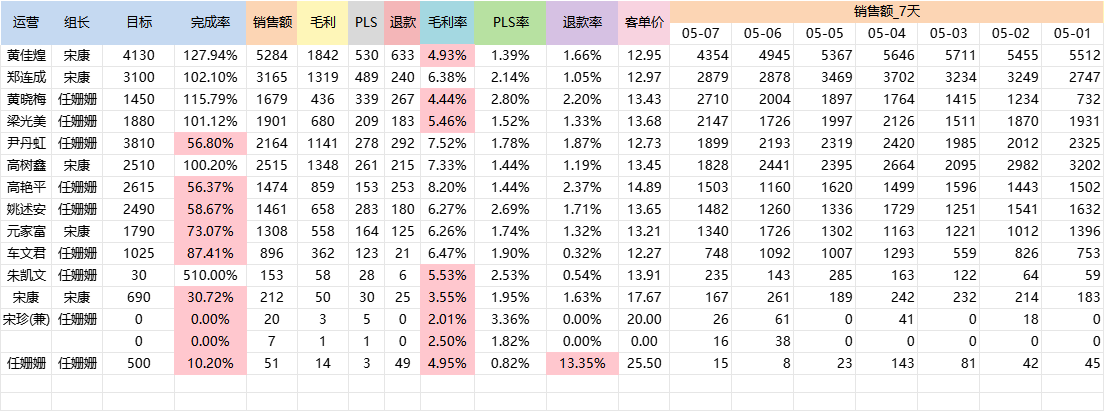 运营 组长 目标 完成率 销售额 毛利 PLS 退款 毛利率 PLS率 退款率 客单价 销售额_7天
05-07 05-06 05-05 05-04 05-03 05-02 05-01
黄佳煌 宋康 4130 127.94% 5284 1842 530 633 4.93% 1.39% 1.66% 12.95 4354 4945 5367 5646 5711 5455 5512
郑连成 宋康 3100 102.10% 3165 1319 489 240 6.38% 2.14% 1.05% 12.97 2879 2878 3469 3702 3234 3249 2747
黄晓梅 任姗姗 1450 115.79% 1679 436 339 267 4.44% 2.80% 2.20% 13.43 2710 2004 1897 1764 1415 1234 732
梁光美 任姗姗 1880 101.12% 1901 680 209 183 5.46% 1.52% 1.33% 13.68 2147 1726 1997 2126 1511 1870 1931
尹丹虹 任姗姗 3810 56.80% 2164 1141 278 292 7.52% 1.78% 1.87% 12.73 1899 2193 2319 2420 1985 2012 2325
高树鑫 宋康 2510 100.20% 2515 1348 261 215 7.33% 1.44% 1.19% 13.45 1828 2441 2395 2664 2095 2982 3202
高艳平 任姗姗 2615 56.37% 1474 859 153 253 8.20% 1.44% 2.37% 14.89 1503 1160 1620 1499 1596 1443 1502
姚述安 任姗姗 2490 58.67% 1461 658 283 180 6.27% 2.69% 1.71% 13.65 1482 1260 1336 1729 1251 1541 1632
元家富 宋康 1790 73.07% 1308 558 164 125 6.26% 1.74% 1.32% 13.21 1340 1726 1302 1163 1221 1012 1396
车文君 任姗姗 1025 87.41% 896 362 123 21 6.47% 1.90% 0.32% 12.27 748 1092 1007 1293 559 826 753
朱凯文 任姗姗 30 510.00% 153 58 28 6 5.53% 2.53% 0.54% 13.91 235 143 285 163 122 64 59
宋康 宋康 690 30.72% 212 50 30 25 3.55% 1.95% 1.63% 17.67 167 261 189 242 232 214 183
宋珍(兼) 任姗姗 0 0.00% 20 3 5 0 2.01% 3.36% 0.00% 20.00 26 61 0 41 0 18 0
0 0.00% 7 1 1 0 2.50% 1.82% 0.00% 0.00 16 38 0 0 0 0 0
任姗姗 任姗姗 500 10.20% 51 14 3 49 4.95% 0.82% 13.35% 25.50 15 8 23 143 81 42 45